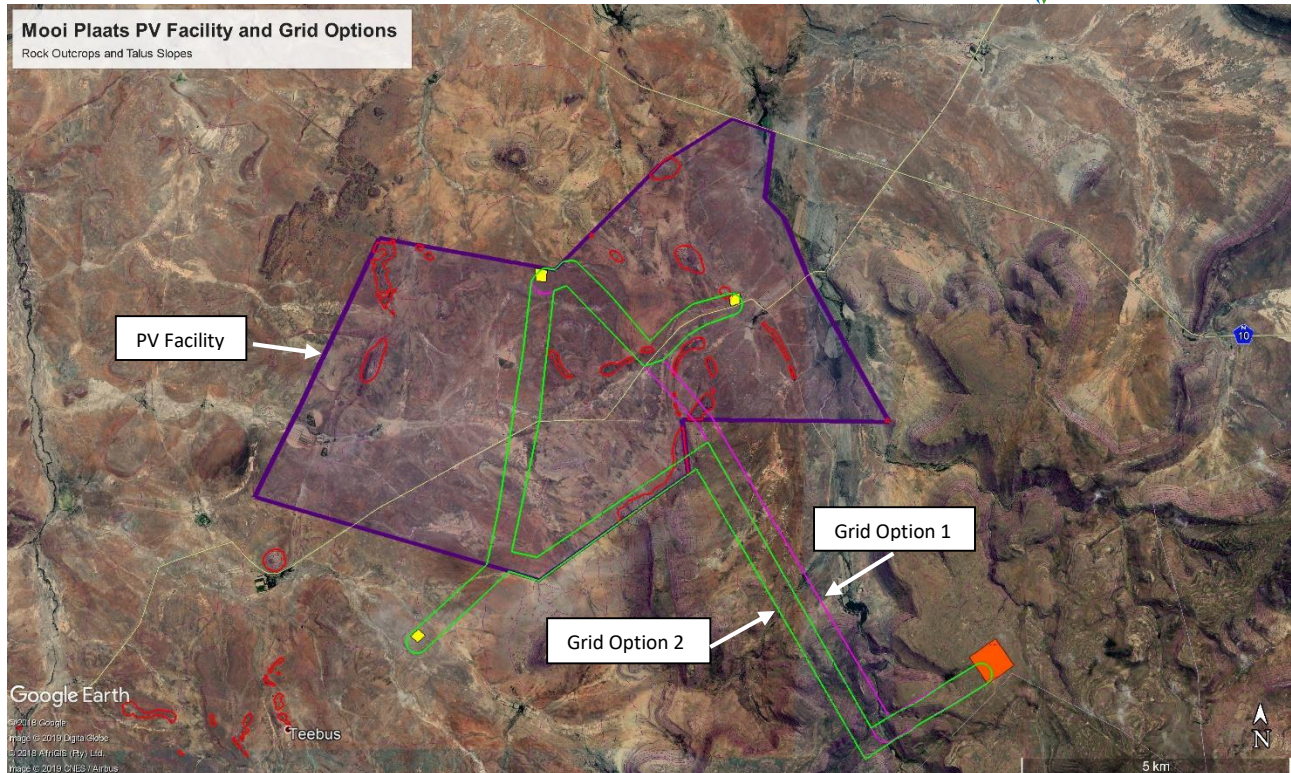 Mooi Plaats PV Facility and Grid Options
Rock Outcrops and Talus Slopes
N
10
PV Facility
Grid Option 1
Grid Option 2
Google Earth
© 2018 Google
Image © 2019 DigitalGlobe
© 2018 AfriGIS (Pty) Ltd.
Image © 2019 CNES / Airbus
Teebus
N
5 km